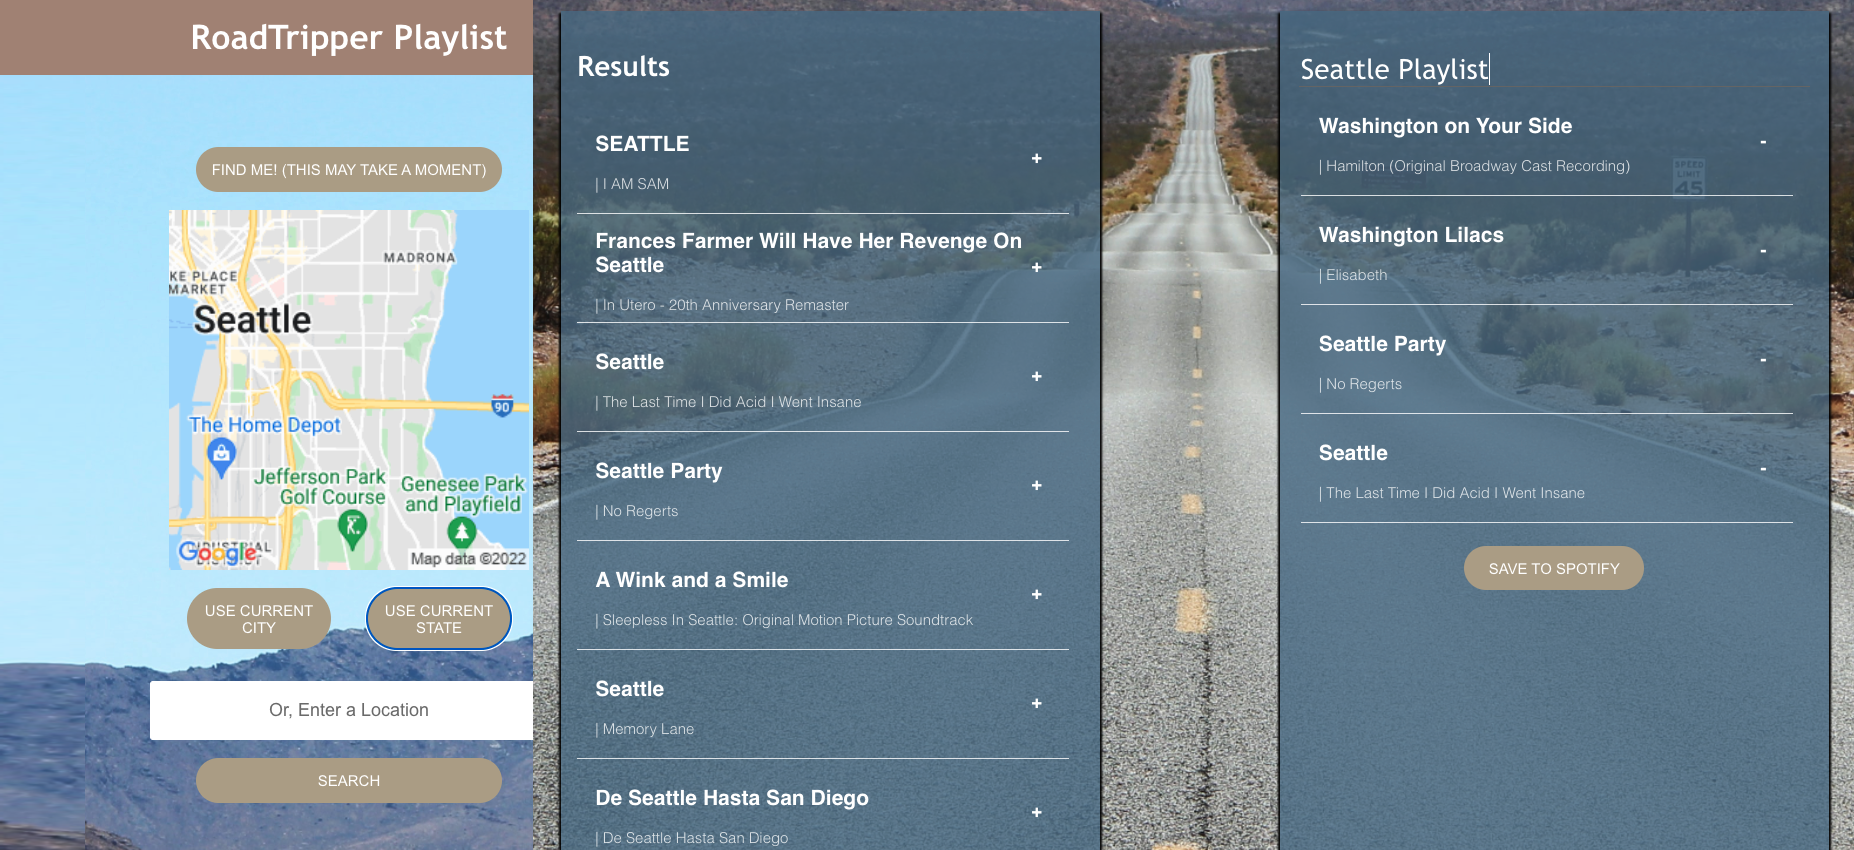 RoadTripper Playlist
FIND ME! (THIS MAY TAKE A MOMENT)
MADRONA
KE PLACE
MARKET
Seattle
90
The Home Depot
Jefferson Park
Golf Course
Genesee Park
and Playfield
Google
Map data ©2022
USE CURRENT
CITY
USE CURRENT
STATE
Or, Enter a Location
SEARCH
Results
SEATTLE
| I AM SAM
+
Frances Farmer Will Have Her Revenge On
Seattle
| In Utero - 20th Anniversary Remaster
+
Seattle
| The Last Time I Did Acid I Went Insane
+
Seattle Party
| No Regerts
+
A Wink and a Smile
| Sleepless In Seattle: Original Motion Picture Soundtrack
+
Seattle
| Memory Lane
+
De Seattle Hasta San Diego
| De Seattle Hasta San Diego
+
Seattle Playlist
Washington on Your Side
| Hamilton (Original Broadway Cast Recording)
-
Washington Lilacs
| Elisabeth
-
Seattle Party
| No Regerts
-
Seattle
| The Last Time I Did Acid I Went Insane
-
SAVE TO SPOTIFY
SPEED
LIMIT
45